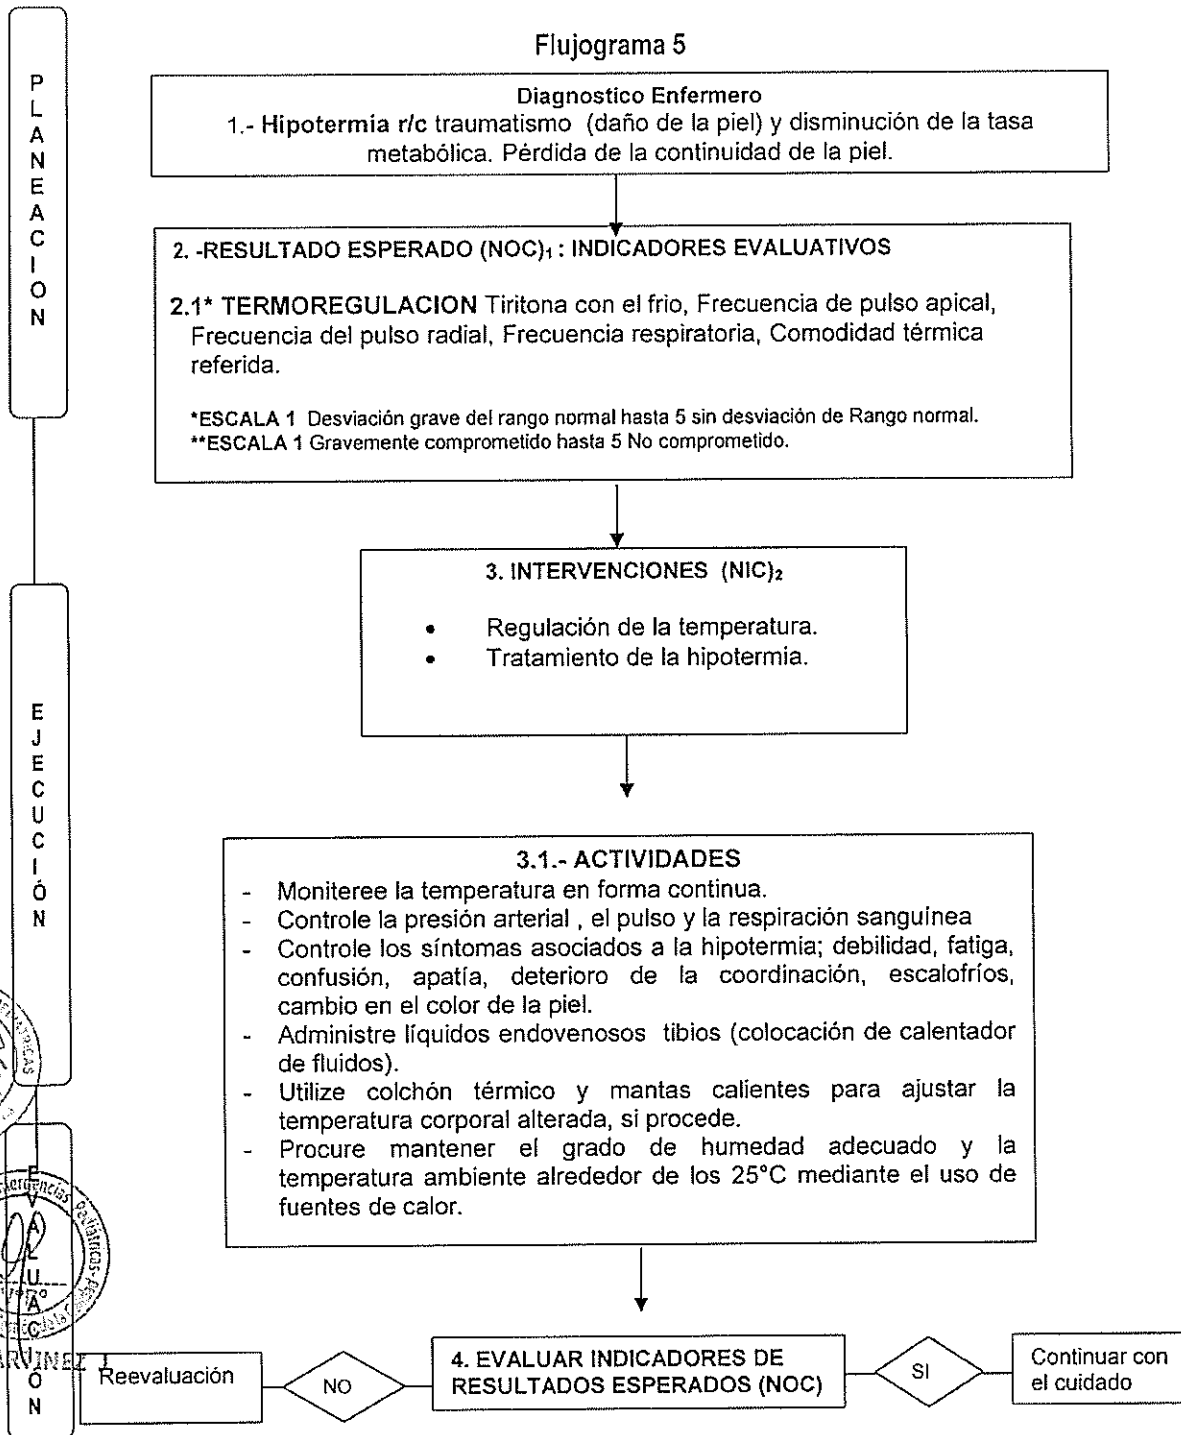 Flujograma 5
PLANEACION
Diagnostico Enfermero
1.- Hipotermia r/c traumatismo (daño de la piel) y disminución de la tasa
metabólica. Pérdida de la continuidad de la piel.
2. -RESULTADO ESPERADO (NOC)₁ : INDICADORES EVALUATIVOS
2.1* TERMOREGULACION Tiritona con el frio, Frecuencia de pulso apical,
Frecuencia del pulso radial, Frecuencia respiratoria, Comodidad térmica
referida.
*ESCALA 1 Desviación grave del rango normal hasta 5 sin desviación de Rango normal.
**ESCALA 1 Gravemente comprometido hasta 5 No comprometido.
EJECUCIÓN
3. INTERVENCIONES (NIC)₂
• Regulación de la temperatura.
• Tratamiento de la hipotermia.
3.1.- ACTIVIDADES
- Moniteree la temperatura en forma continua.
- Controle la presión arterial , el pulso y la respiración sanguínea
- Controle los síntomas asociados a la hipotermia; debilidad, fatiga,
confusión, apatía, deterioro de la coordinación, escalofríos,
cambio en el color de la piel.
- Administre líquidos endovenosos tibios (colocación de calentador
de fluidos).
- Utilize colchón térmico y mantas calientes para ajustar la
temperatura corporal alterada, si procede.
- Procure mantener el grado de humedad adecuado y la
temperatura ambiente alrededor de los 25°C mediante el uso de
fuentes de calor.
EVALUACIÓN
Reevaluación
NO
4. EVALUAR INDICADORES DE
RESULTADOS ESPERADOS (NOC)
SI
Continuar con
el cuidado